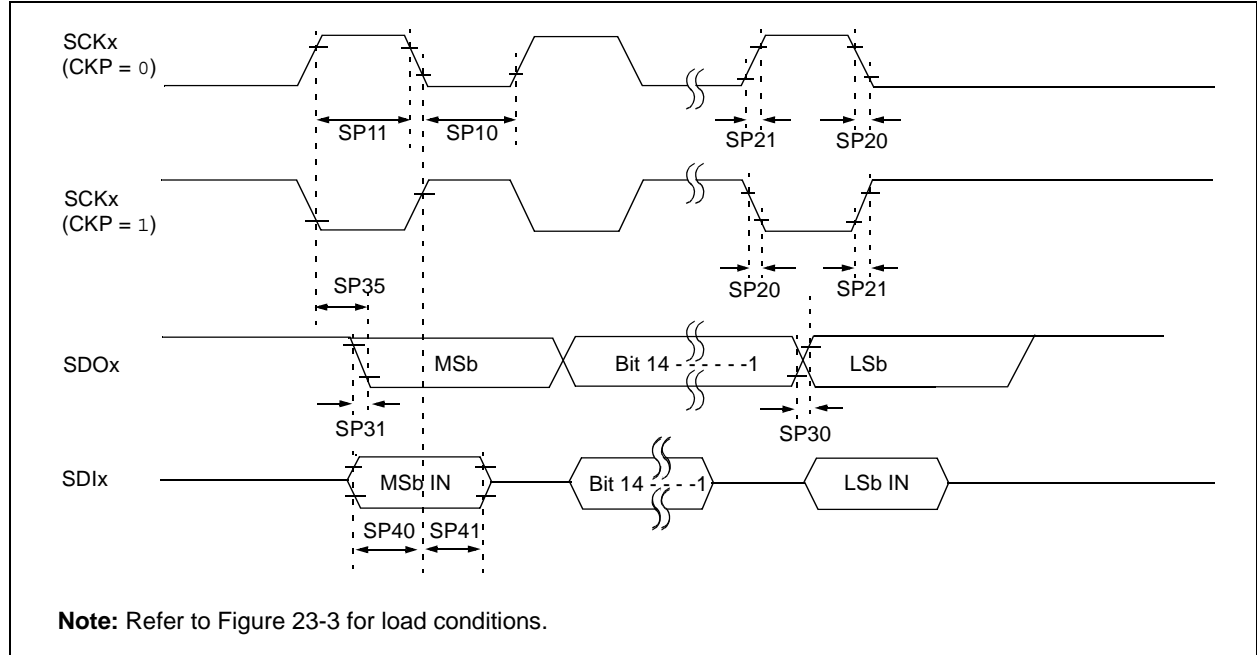 SCKx
(CKP = 0)
SP11
SP10
SP21
SP20
SCKx
(CKP = 1)
SP35
SP20
SP21
SDOx
MSb
Bit 14 - - - - - -1
LSb
SP31
SP30
SDIx
MSb IN
Bit 14 - - - - -1
LSb IN
SP40
SP41
Note: Refer to Figure 23-3 for load conditions.